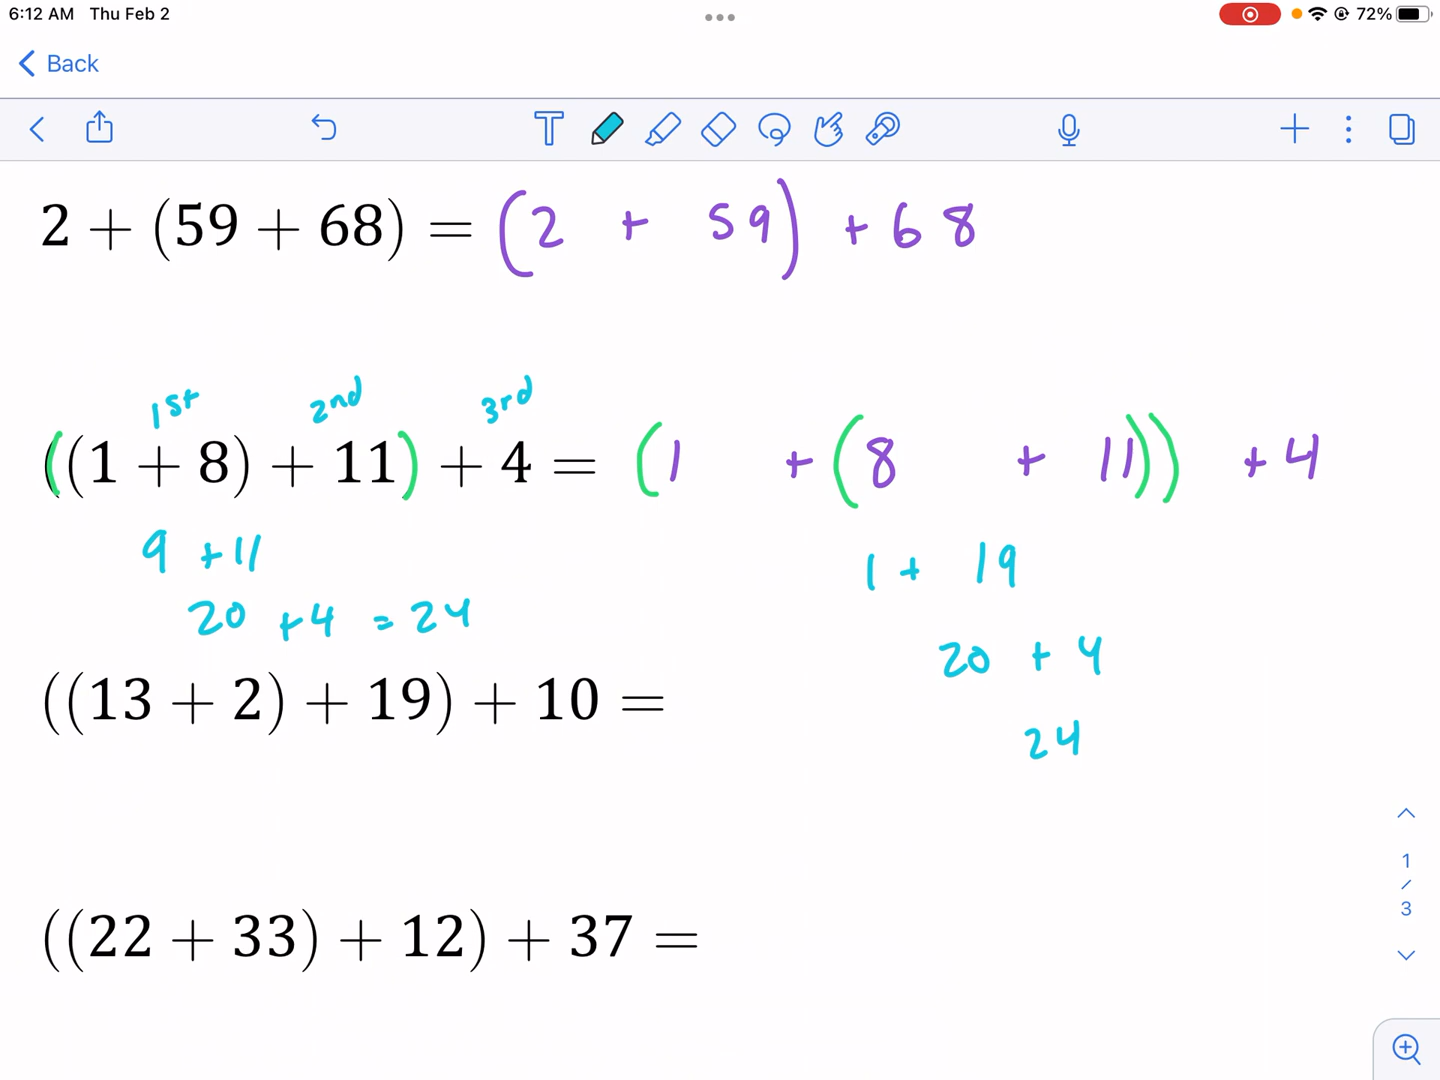 6:12 AM Thu Feb 2
72%
Back
2 + (59 + 68) = (2 + 59) + 68
1st 2nd 3rd
((1 + 8) + 11) + 4 = (1 + (8 + 11)) + 4
9 + 11
1 + 19
20 + 4 = 24
20 + 4
((13 + 2) + 19) + 10 =
24
1
/
3
((22 + 33) + 12) + 37 =